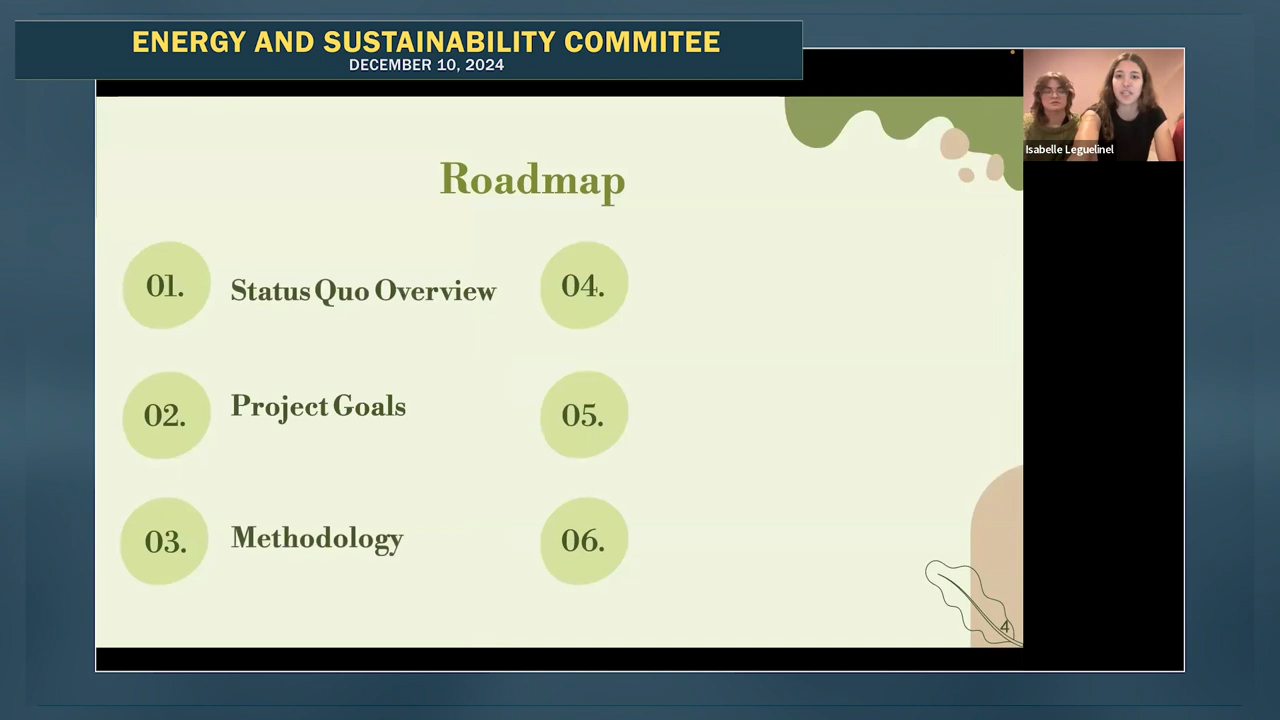 ENERGY AND SUSTAINABILITY COMMITEE
DECEMBER 10, 2024
Isabelle Leguelinel
Roadmap
01.
Status Quo Overview
02.
Project Goals
03.
Methodology
04.
05.
06.
4